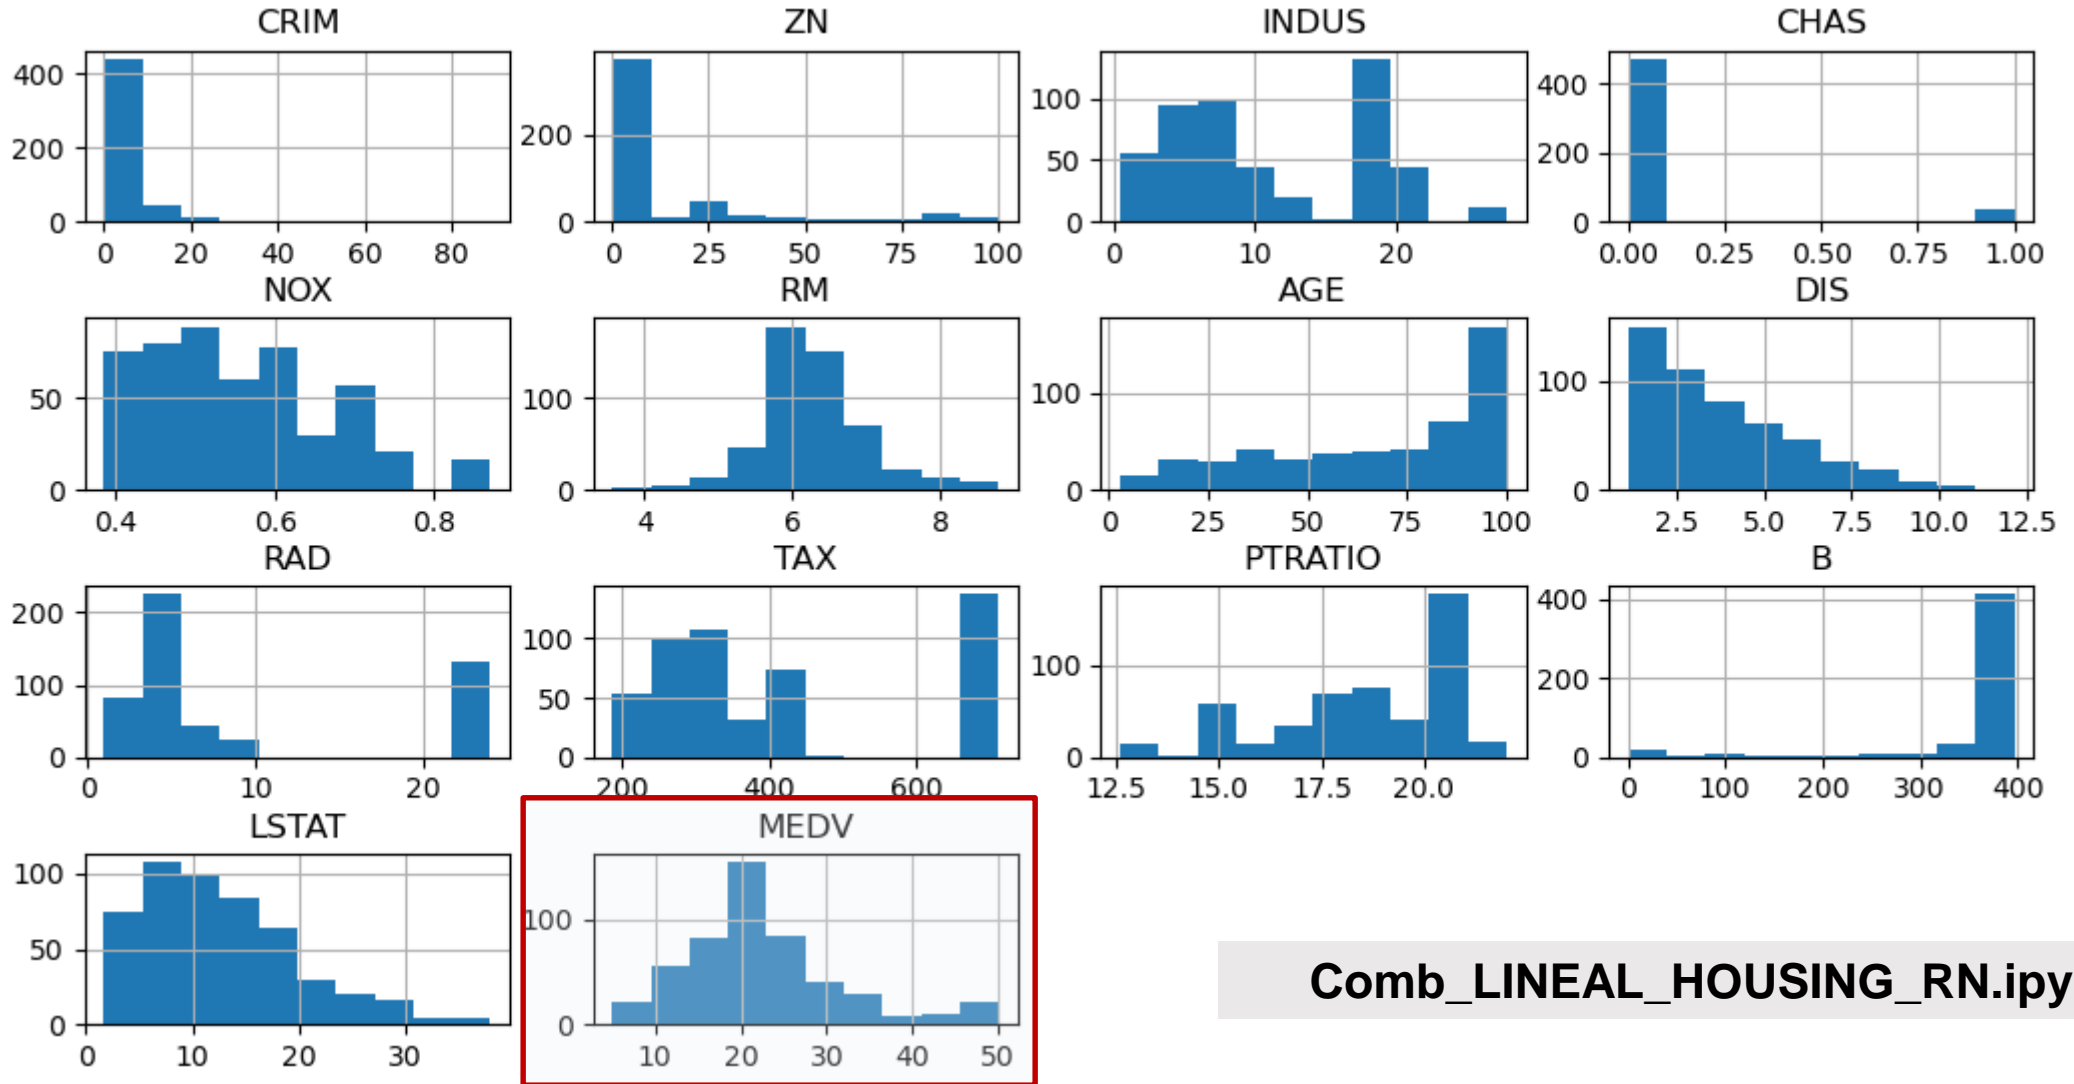 CRIM ZN INDUS CHAS
400 200 0
200 0
100 50 0
400 200 0
0 20 40 60 80
0 25 50 75 100
0 10 20
0.00 0.25 0.50 0.75 1.00
NOX RM AGE DIS
50 0
100 0
100 0
100 0
0.4 0.6 0.8
4 6 8
0 25 50 75 100
2.5 5.0 7.5 10.0 12.5
RAD TAX PTRATIO B
200 100 0
100 50 0
100 0
400 200 0
0 10 20
200 400 600
12.5 15.0 17.5 20.0
0 100 200 300 400
LSTAT MEDV
100 50 0
100 0
0 10 20 30
10 20 30 40 50
Comb_LINEAL_HOUSING_RN.ipy